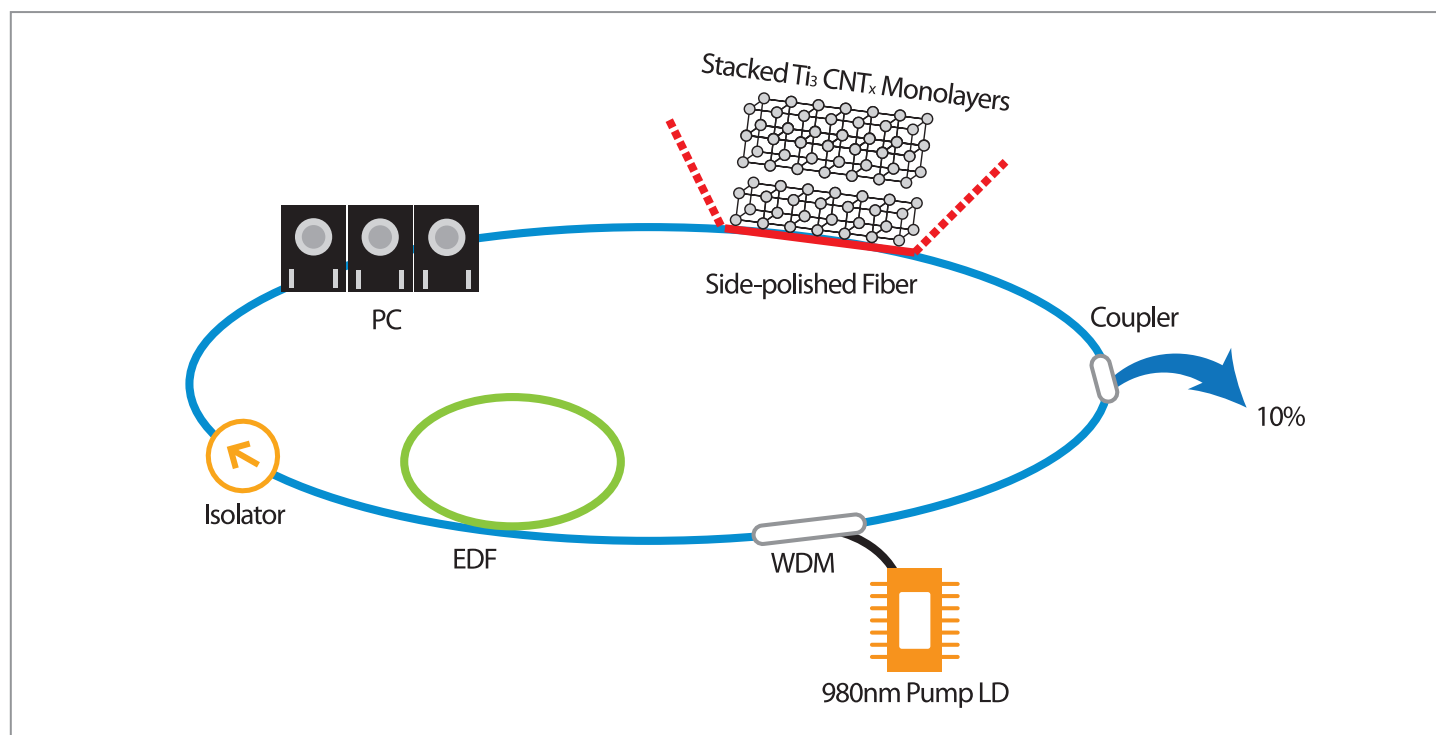 Stacked Ti₃ CNTₓ Monolayers
PC
Side-polished Fiber
Coupler
10%
Isolator
EDF
WDM
980nm Pump LD